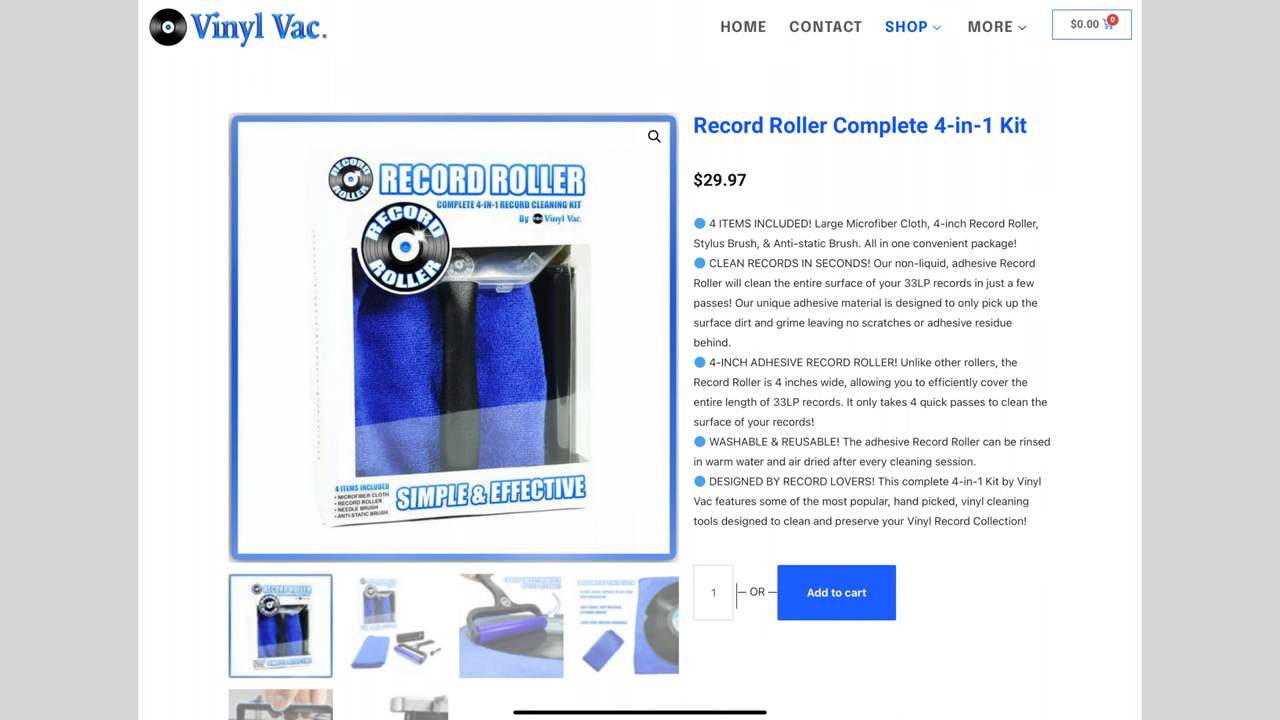 Vinyl Vac®
HOME
CONTACT
SHOP
MORE
$0.00
0
RECORD ROLLER
RECORD ROLLER
COMPLETE 4-IN-1 RECORD CLEANING KIT
By Vinyl Vac.
RECORD
ROLLER
4 ITEMS INCLUDED
• MICROFIBER CLOTH
• RECORD ROLLER
• NEEDLE BRUSH
• ANTI-STATIC BRUSH
SIMPLE & EFFECTIVE
Record Roller Complete 4-in-1 Kit
$29.97
4 ITEMS INCLUDED! Large Microfiber Cloth, 4-inch Record Roller,
Stylus Brush, & Anti-static Brush. All in one convenient package!
CLEAN RECORDS IN SECONDS! Our non-liquid, adhesive Record
Roller will clean the entire surface of your 33LP records in just a few
passes! Our unique adhesive material is designed to only pick up the
surface dirt and grime leaving no scratches or adhesive residue
behind.
4-INCH ADHESIVE RECORD ROLLER! Unlike other rollers, the
Record Roller is 4 inches wide, allowing you to efficiently cover the
entire length of 33LP records. It only takes 4 quick passes to clean the
surface of your records!
WASHABLE & REUSABLE! The adhesive Record Roller can be rinsed
in warm water and air dried after every cleaning session.
DESIGNED BY RECORD LOVERS! This complete 4-in-1 Kit by Vinyl
Vac features some of the most popular, hand picked, vinyl cleaning
tools designed to clean and preserve your Vinyl Record Collection!
1
OR
Add to cart
RECORD ROLLER